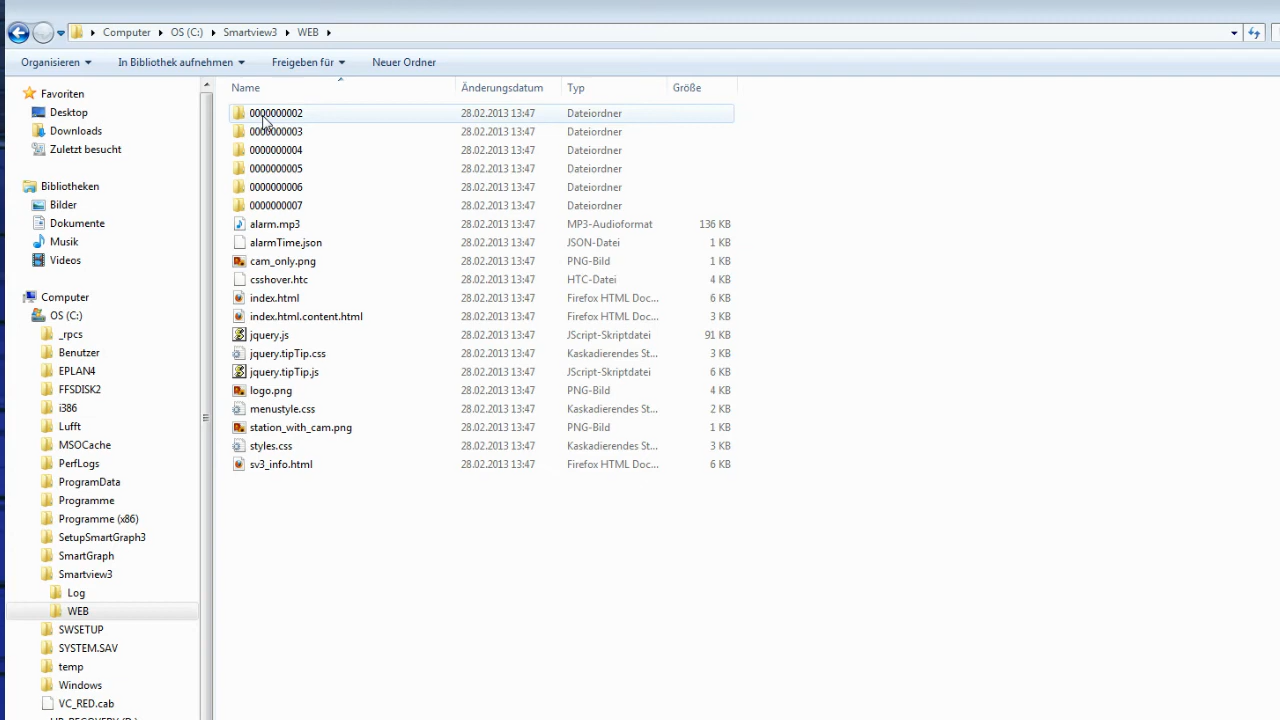 Computer OS (C:) Smartview3 WEB
Organisieren In Bibliothek aufnehmen Freigeben für Neuer Ordner
Favoriten
Desktop
Downloads
Zuletzt besucht
Bibliotheken
Bilder
Dokumente
Musik
Videos
Computer
OS (C:)
_rpcs
Benutzer
EPLAN4
FFSDISK2
i386
Lufft
MSOCache
PerfLogs
ProgramData
Programme
Programme (x86)
SetupSmartGraph3
SmartGraph
Smartview3
Log
WEB
SWSETUP
SYSTEM.SAV
temp
Windows
VC_RED.cab
Name Änderungsdatum Typ Größe
0000000002 28.02.2013 13:47 Dateiordner
0000000003 28.02.2013 13:47 Dateiordner
0000000004 28.02.2013 13:47 Dateiordner
0000000005 28.02.2013 13:47 Dateiordner
0000000006 28.02.2013 13:47 Dateiordner
0000000007 28.02.2013 13:47 Dateiordner
alarm.mp3 28.02.2013 13:47 MP3-Audioformat 136 KB
alarmTime.json 28.02.2013 13:47 JSON-Datei 1 KB
cam_only.png 28.02.2013 13:47 PNG-Bild 1 KB
csshover.htc 28.02.2013 13:47 HTC-Datei 4 KB
index.html 28.02.2013 13:47 Firefox HTML Doc... 6 KB
index.html.content.html 28.02.2013 13:47 Firefox HTML Doc... 3 KB
jquery.js 28.02.2013 13:47 JScript-Skriptdatei 91 KB
jquery.tipTip.css 28.02.2013 13:47 Kaskadierendes St... 3 KB
jquery.tipTip.js 28.02.2013 13:47 JScript-Skriptdatei 6 KB
logo.png 28.02.2013 13:47 PNG-Bild 4 KB
menustyle.css 28.02.2013 13:47 Kaskadierendes St... 2 KB
station_with_cam.png 28.02.2013 13:47 PNG-Bild 1 KB
styles.css 28.02.2013 13:47 Kaskadierendes St... 3 KB
sv3_info.html 28.02.2013 13:47 Firefox HTML Doc... 6 KB